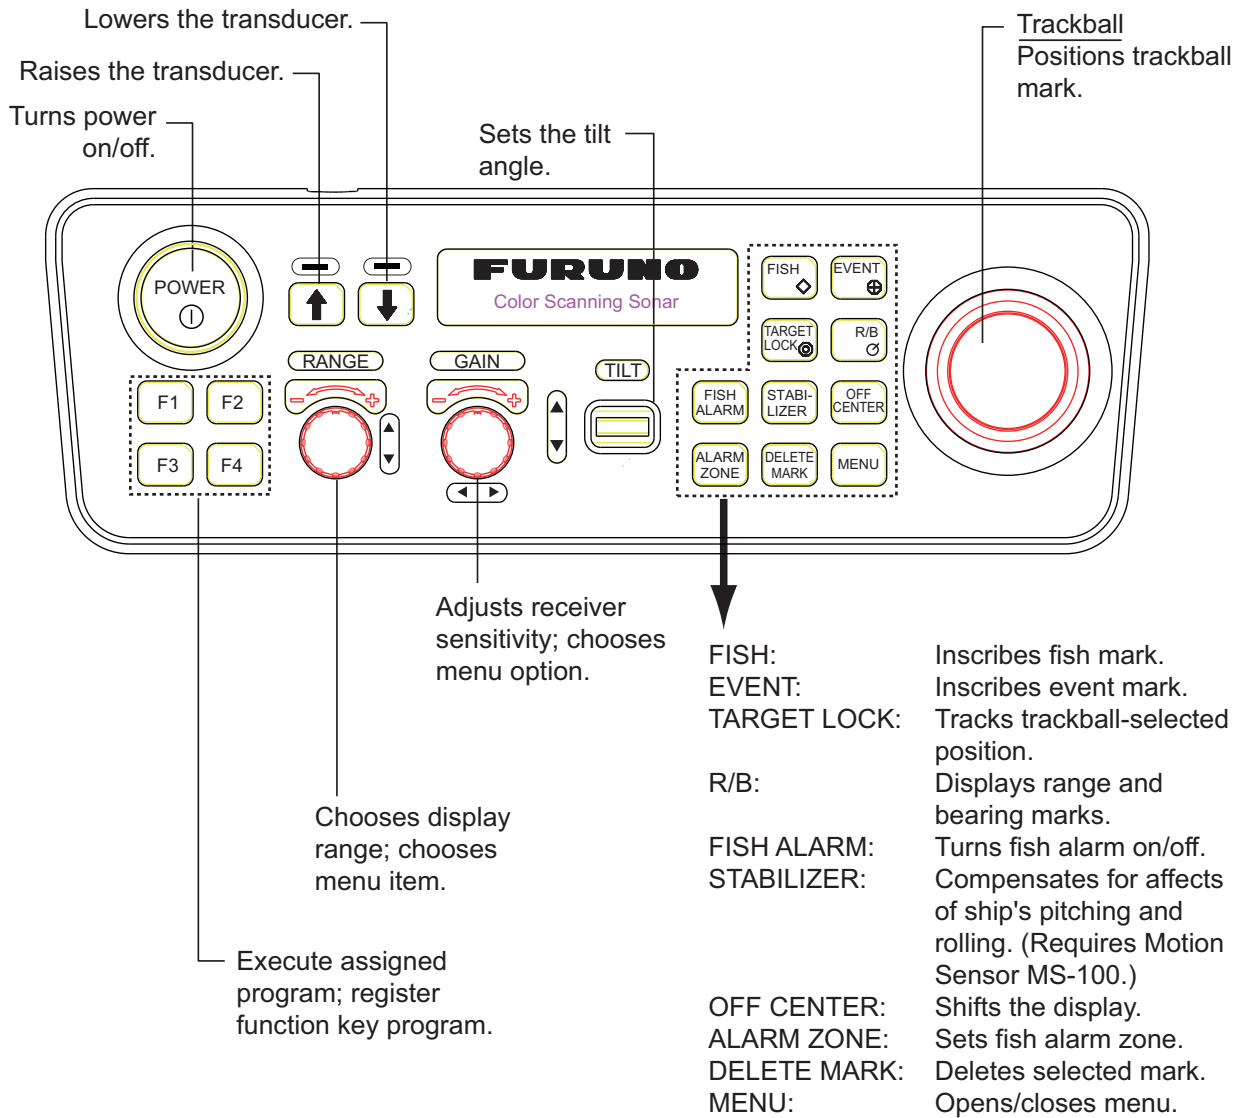 Lowers the transducer.
Raises the transducer.
Turns power
on/off.
Sets the tilt
angle.
Trackball
Positions trackball
mark.
POWER
FURUNO
Color Scanning Sonar
FISH
EVENT
TARGET
LOCK
R/B
RANGE
GAIN
TILT
F1
F2
F3
F4
FISH
ALARM
STABI-
LIZER
OFF
CENTER
ALARM
ZONE
DELETE
MARK
MENU
Adjusts receiver
sensitivity; chooses
menu option.
Chooses display
range; chooses
menu item.
Execute assigned
program; register
function key program.
FISH: Inscribes fish mark.
EVENT: Inscribes event mark.
TARGET LOCK: Tracks trackball-selected
position.
R/B: Displays range and
bearing marks.
FISH ALARM: Turns fish alarm on/off.
STABILIZER: Compensates for affects
of ship's pitching and
rolling. (Requires Motion
Sensor MS-100.)
OFF CENTER: Shifts the display.
ALARM ZONE: Sets fish alarm zone.
DELETE MARK: Deletes selected mark.
MENU: Opens/closes menu.